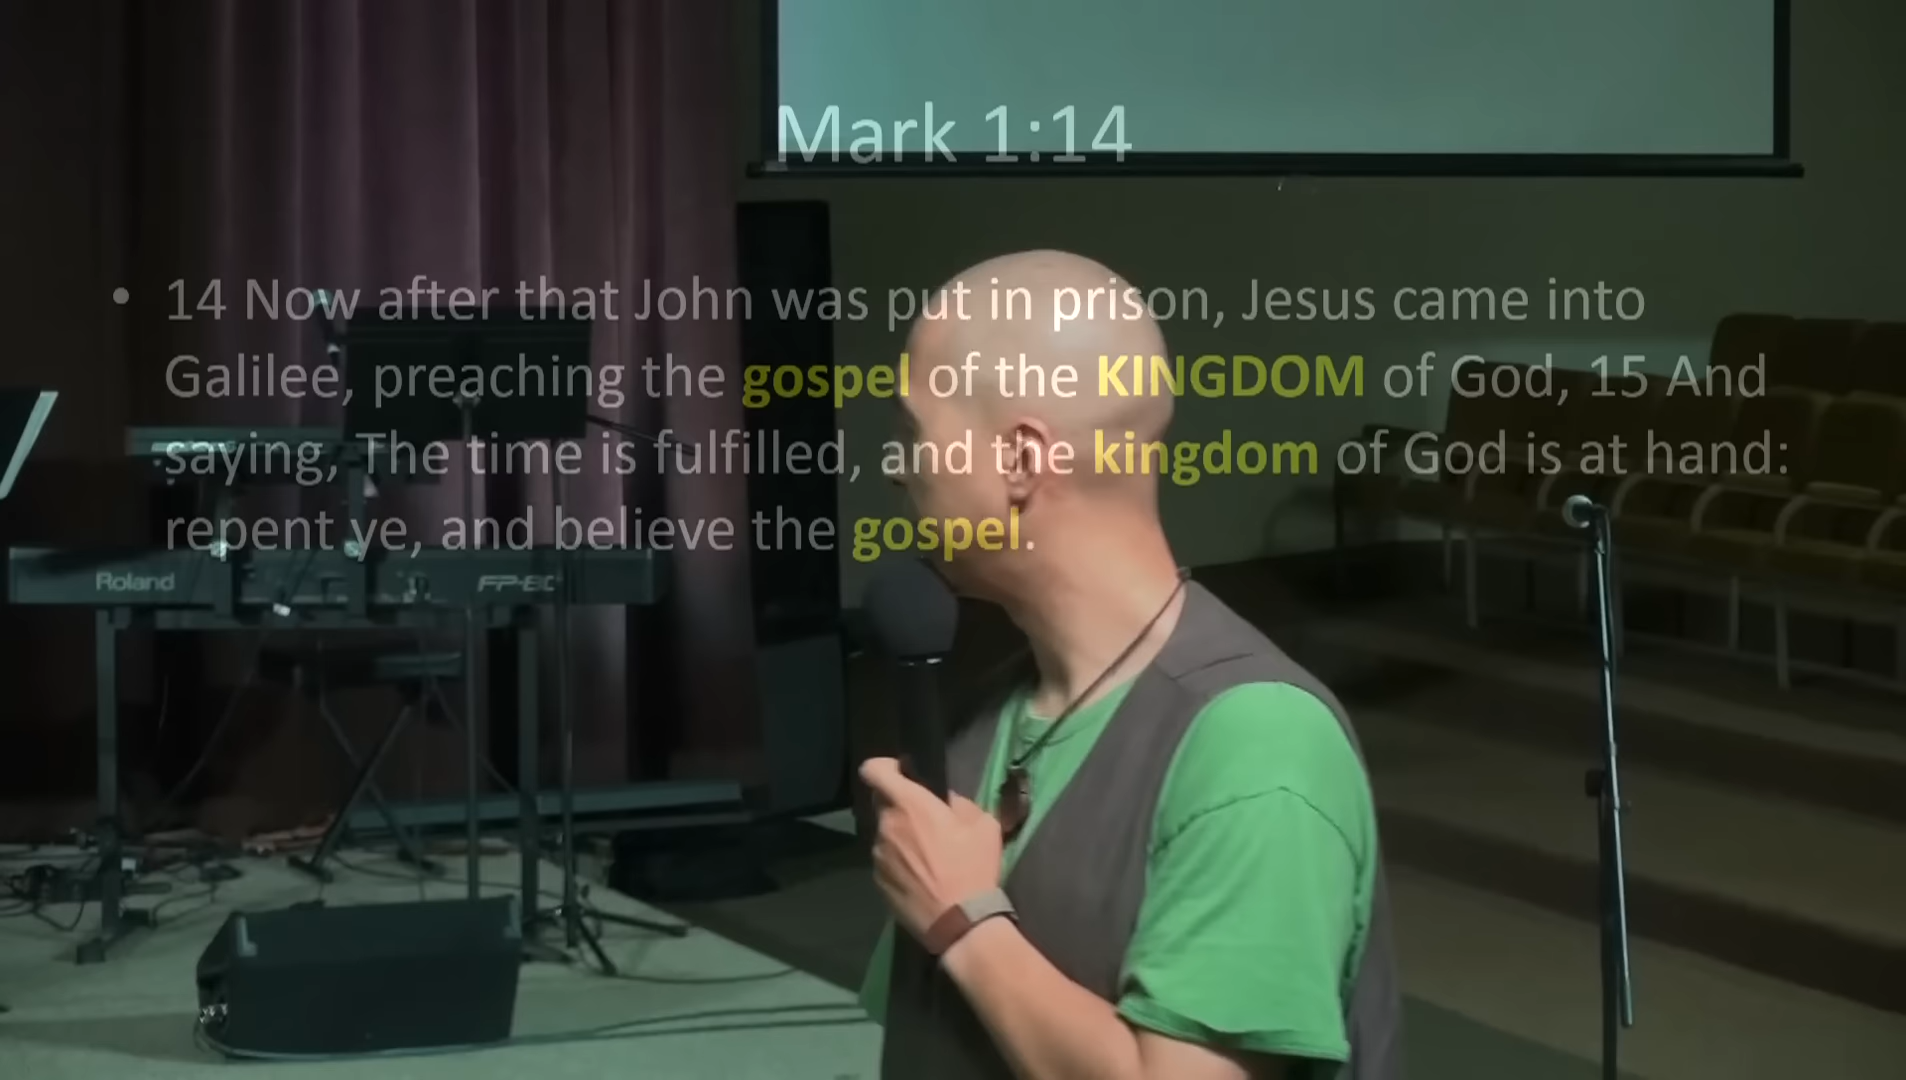 Mark 1:14
• 14 Now after that John was put in prison, Jesus came into
Galilee, preaching the gospel of the KINGDOM of God, 15 And
saying, The time is fulfilled, and the kingdom of God is at hand:
repent ye, and believe the gospel.
Roland
FP-80